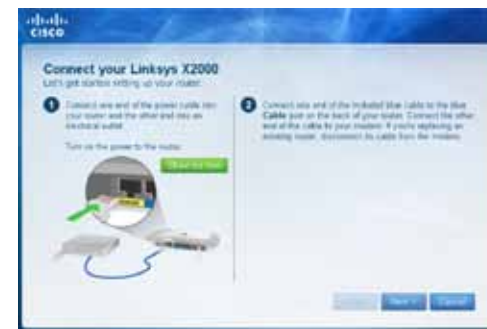 CISCO
Connect your Linksys X2000
Let's get started setting up your router.
1
Connect one end of the power cable into
your router and the other end into an
electrical outlet.
Turn on the power to the router.
Show me how
2
Connect one end of the included blue cable to the Blue
Cable port on the back of your router. Connect the other
end of the cable to your modem. If you're replacing an
existing router, disconnect its cable from the modem.
Next >
Cancel